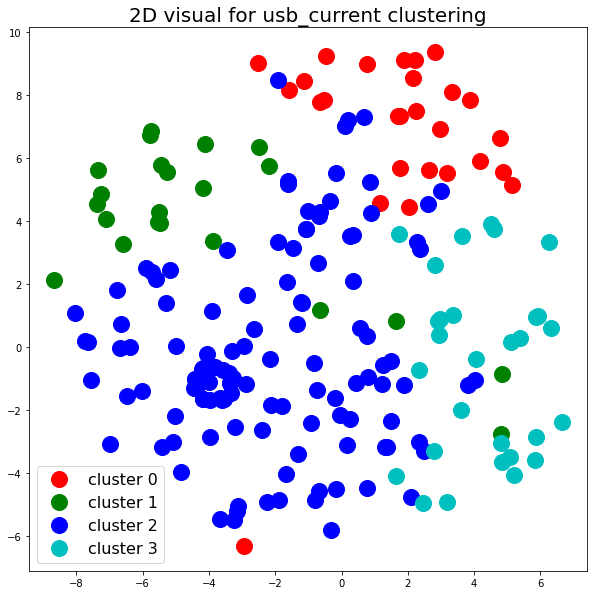 2D visual for usb_current clustering
10
8
6
4
2
0
−2
−4
−6
cluster 0
cluster 1
cluster 2
cluster 3
−8 −6 −4 −2 0 2 4 6